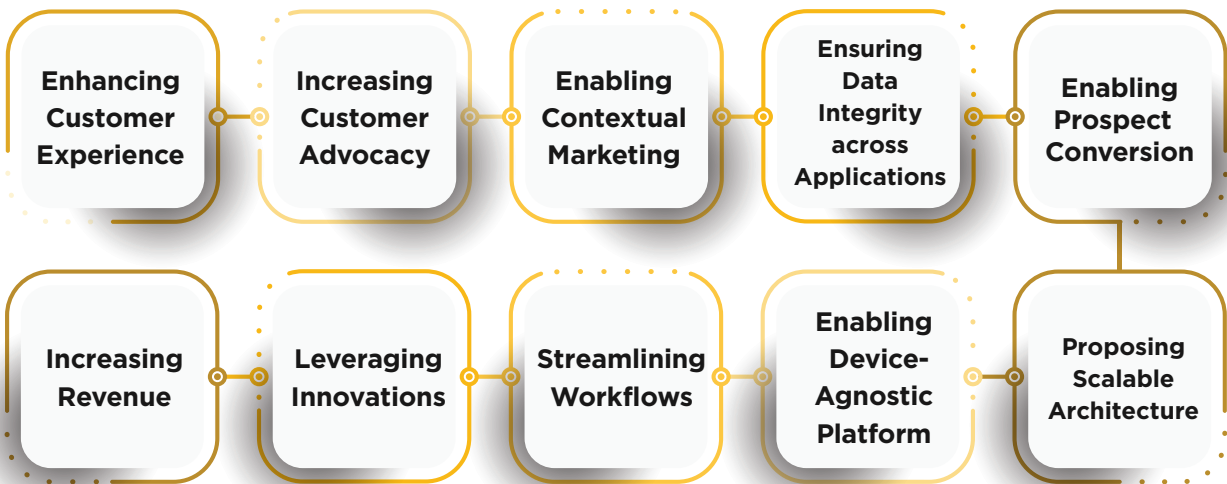 Enhancing
Customer
Experience
Increasing
Customer
Advocacy
Enabling
Contextual
Marketing
Ensuring
Data
Integrity
across
Applications
Enabling
Prospect
Conversion
Increasing
Revenue
Leveraging
Innovations
Streamlining
Workflows
Enabling
Device-
Agnostic
Platform
Proposing
Scalable
Architecture